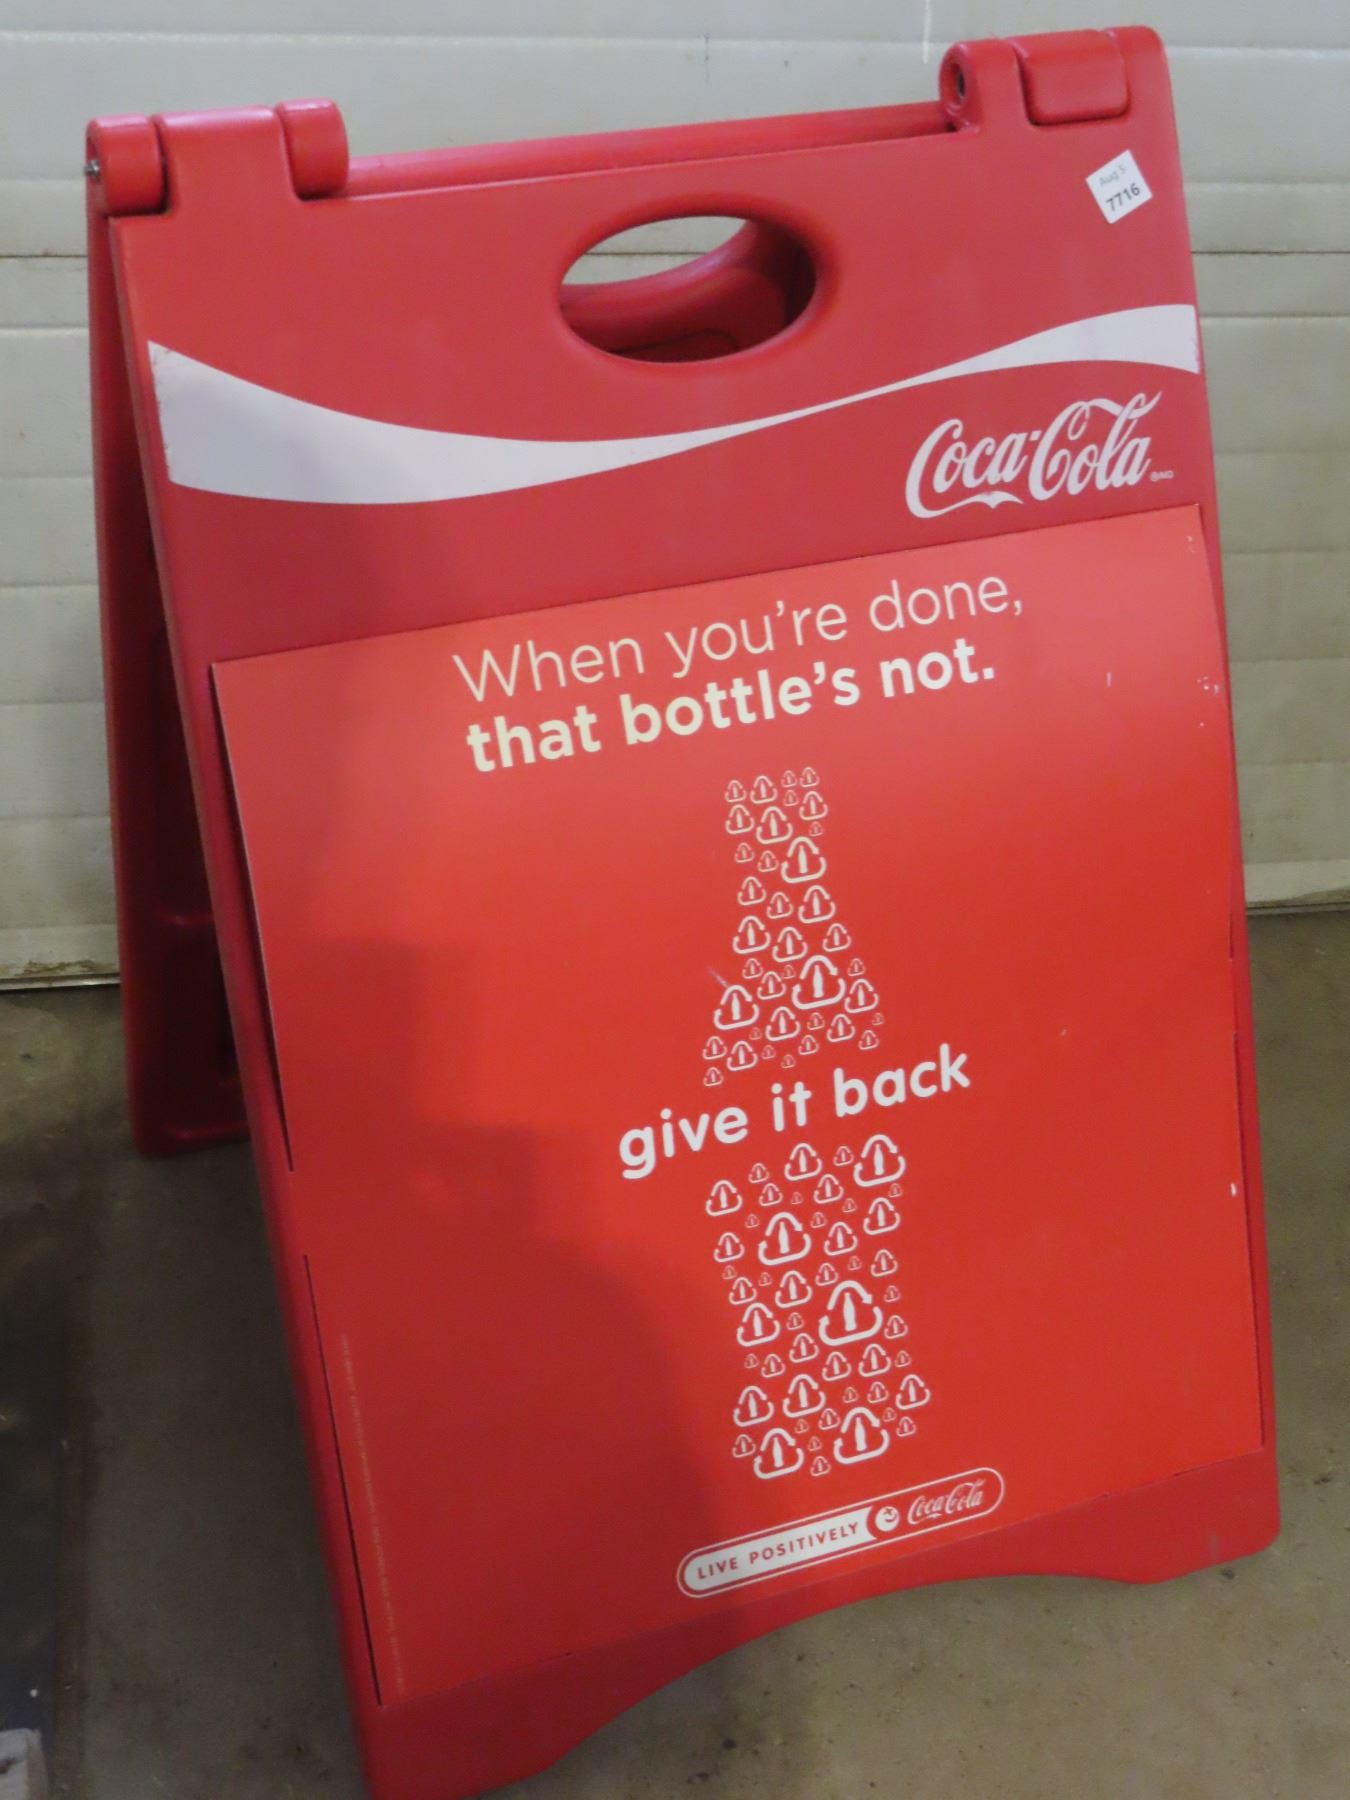 Aug 5
7716
Coca-Cola
When you're done,
that bottle's not.
give it back
LIVE POSITIVELY Coca-Cola